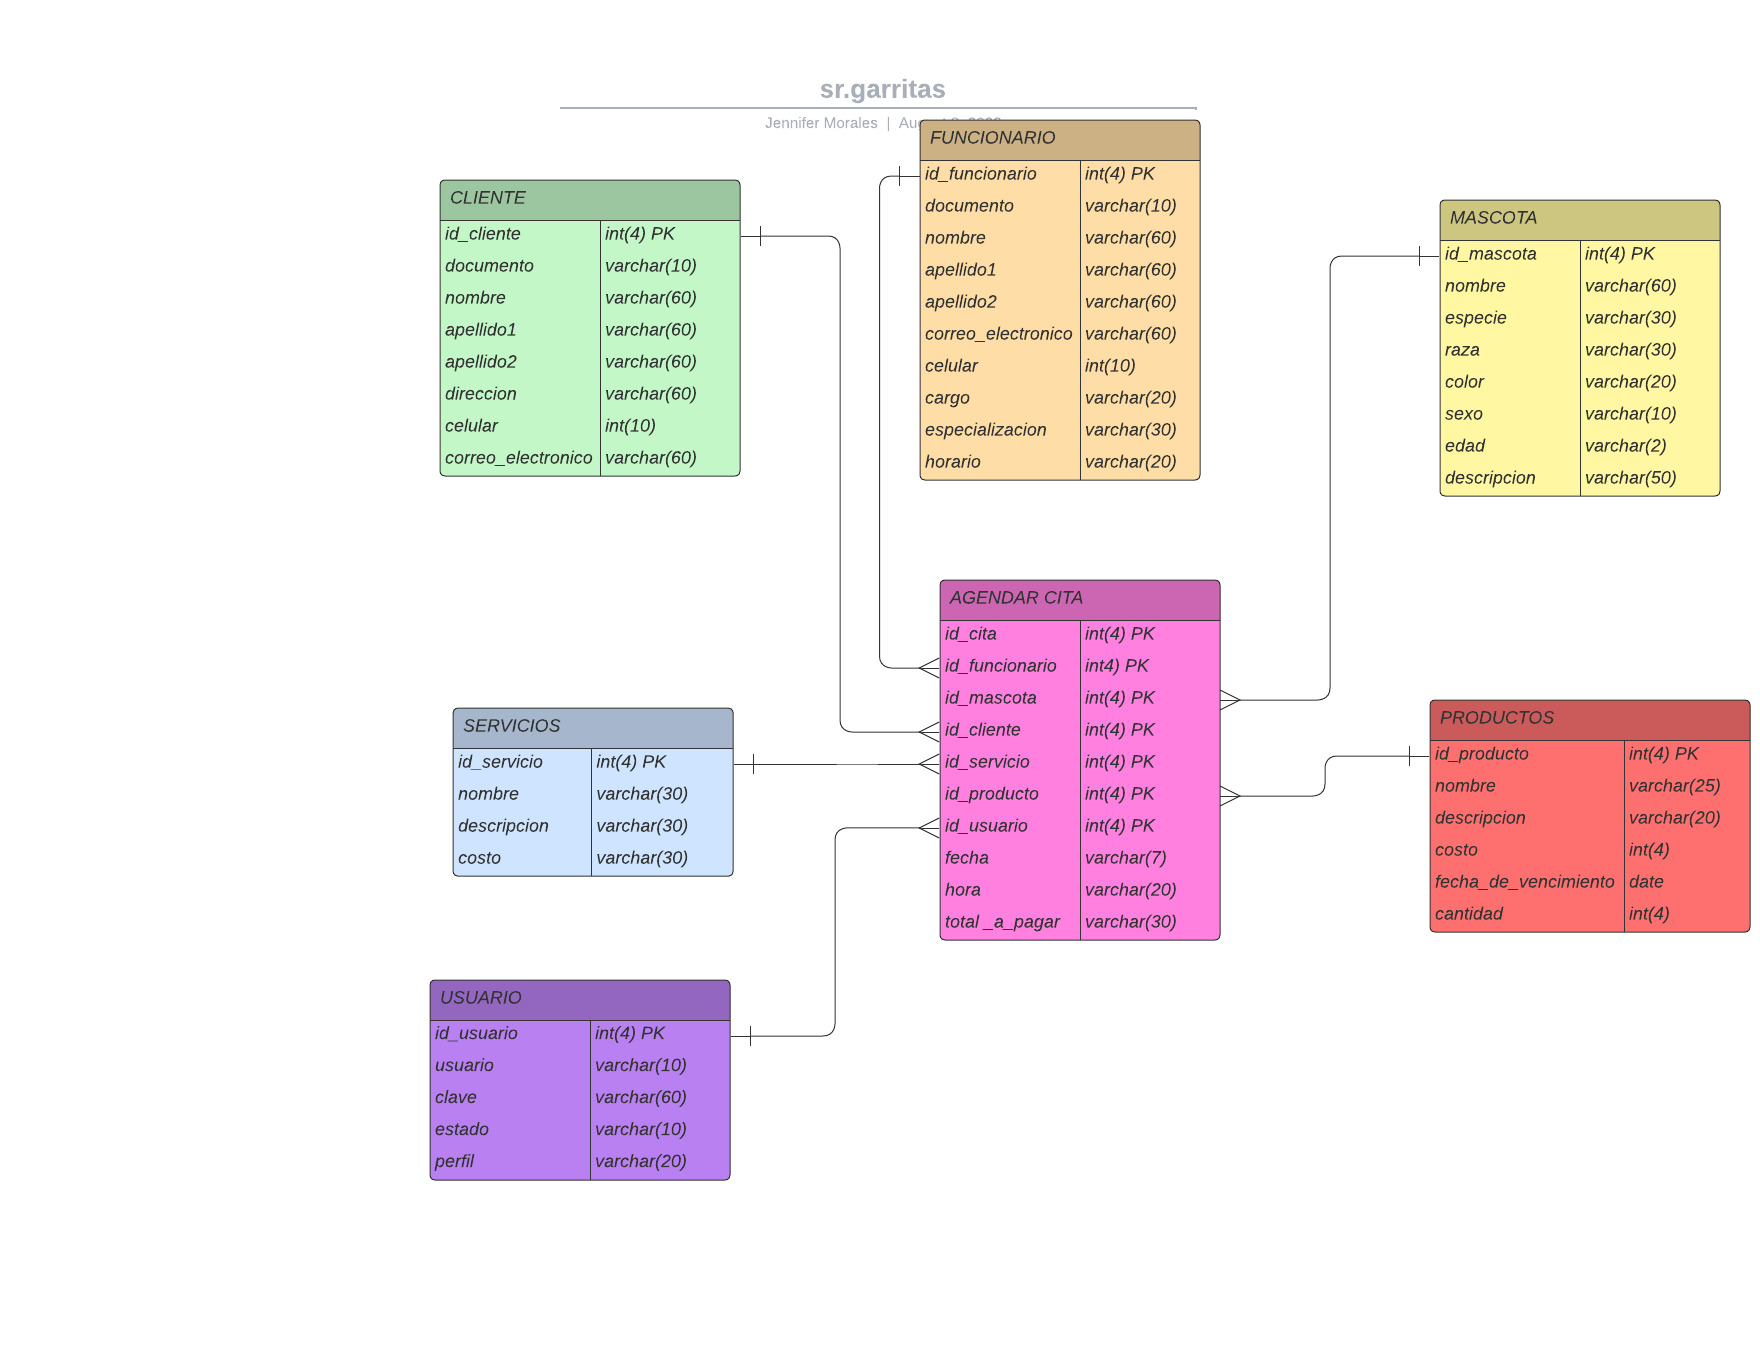 sr.garritas
Jennifer Morales |
FUNCIONARIO
id_funcionario int(4) PK
documento varchar(10)
nombre varchar(60)
apellido1 varchar(60)
apellido2 varchar(60)
correo_electronico varchar(60)
celular int(10)
cargo varchar(20)
especializacion varchar(30)
horario varchar(20)
CLIENTE
id_cliente int(4) PK
documento varchar(10)
nombre varchar(60)
apellido1 varchar(60)
apellido2 varchar(60)
direccion varchar(60)
celular int(10)
correo_electronico varchar(60)
MASCOTA
id_mascota int(4) PK
nombre varchar(60)
especie varchar(30)
raza varchar(30)
color varchar(20)
sexo varchar(10)
edad varchar(2)
descripcion varchar(50)
AGENDAR CITA
id_cita int(4) PK
id_funcionario int4) PK
id_mascota int(4) PK
id_cliente int(4) PK
id_servicio int(4) PK
id_producto int(4) PK
id_usuario int(4) PK
fecha varchar(7)
hora varchar(20)
total _a_pagar varchar(30)
SERVICIOS
id_servicio int(4) PK
nombre varchar(30)
descripcion varchar(30)
costo varchar(30)
PRODUCTOS
id_producto int(4) PK
nombre varchar(25)
descripcion varchar(20)
costo int(4)
fecha_de_vencimiento date
cantidad int(4)
USUARIO
id_usuario int(4) PK
usuario varchar(10)
clave varchar(60)
estado varchar(10)
perfil varchar(20)